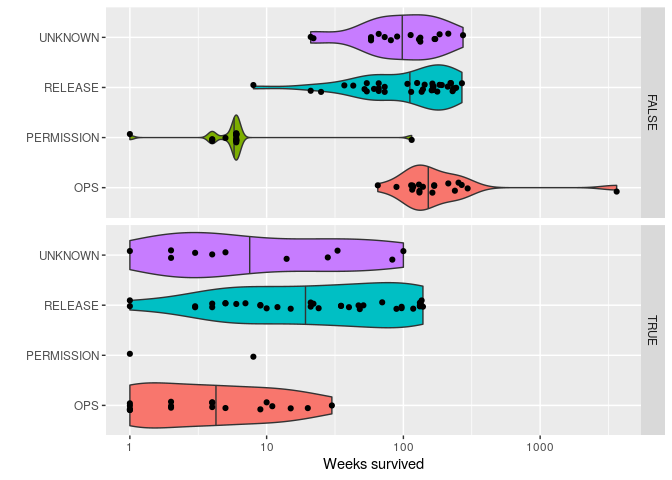 UNKNOWN
RELEASE
PERMISSION
OPS
FALSE
UNKNOWN
RELEASE
PERMISSION
OPS
TRUE
1 10 100 1000
Weeks survived